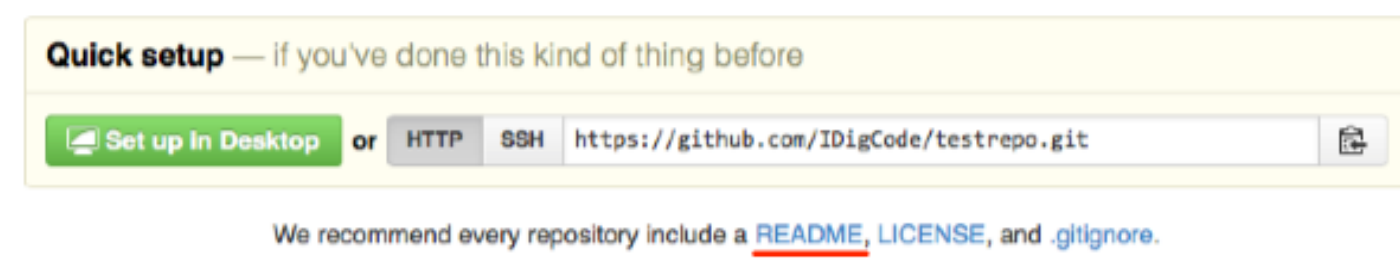 Quick setup — if you've done this kind of thing before
Set up in Desktop or HTTP SSH https://github.com/IDigCode/testrepo.git
We recommend every repository include a README, LICENSE, and .gitignore.